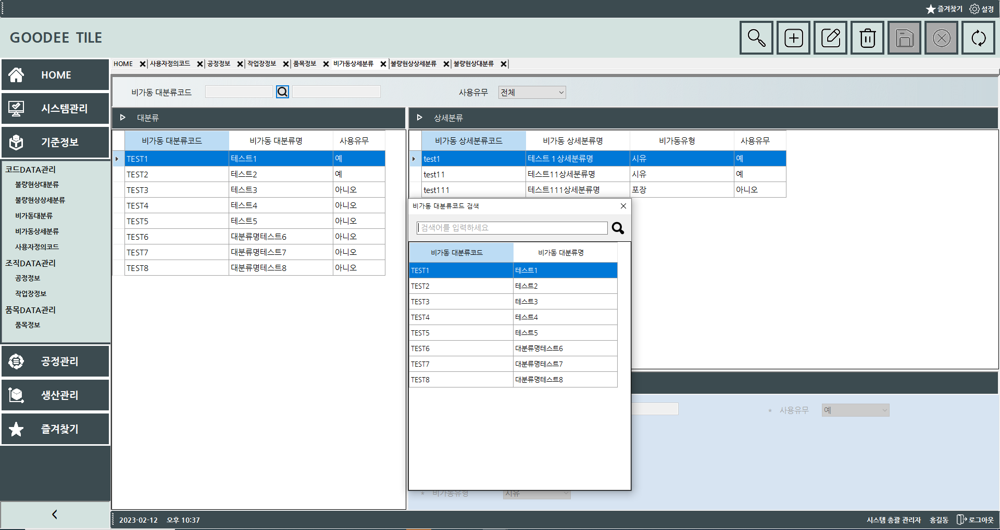 즐겨찾기 설정
GOODEE TILE
HOME 사용자정의코드 공정정보 작업장정보 품목정보 비가동상세분류 불량현상상세분류 불량현상대분류
HOME
시스템관리
기준정보
코드DATA관리
불량현상대분류
불량현상상세분류
비가동대분류
비가동상세분류
사용자정의코드
조직DATA관리
공정정보
작업장정보
품목DATA관리
품목정보
공정관리
생산관리
즐겨찾기
비가동 대분류코드 사용유무 전체
대분류
비가동 대분류코드 비가동 대분류명 사용유무
TEST1 테스트1 예
TEST2 테스트2 예
TEST3 테스트3 아니오
TEST4 테스트4 아니오
TEST5 테스트5 아니오
TEST6 대분류명테스트6 아니오
TEST7 대분류명테스트7 아니오
TEST8 대분류명테스트8 아니오
상세분류
비가동 상세분류코드 비가동 상세분류명 비가동유형 사용유무
test1 테스트 1 상세분류명 시유 예
test11 테스트11상세분류명 시유 예
test111 테스트111상세분류명 포장 아니오
비가동 대분류코드 검색
검색어를 입력하세요
비가동 대분류코드 비가동 대분류명
TEST1 테스트1
TEST2 테스트2
TEST3 테스트3
TEST4 테스트4
TEST5 테스트5
TEST6 대분류명테스트6
TEST7 대분류명테스트7
TEST8 대분류명테스트8
* 사용유무 예
* 비가동유형 시유
2023-02-12 오후 10:37
시스템 총괄 관리자 홍길동 로그아웃